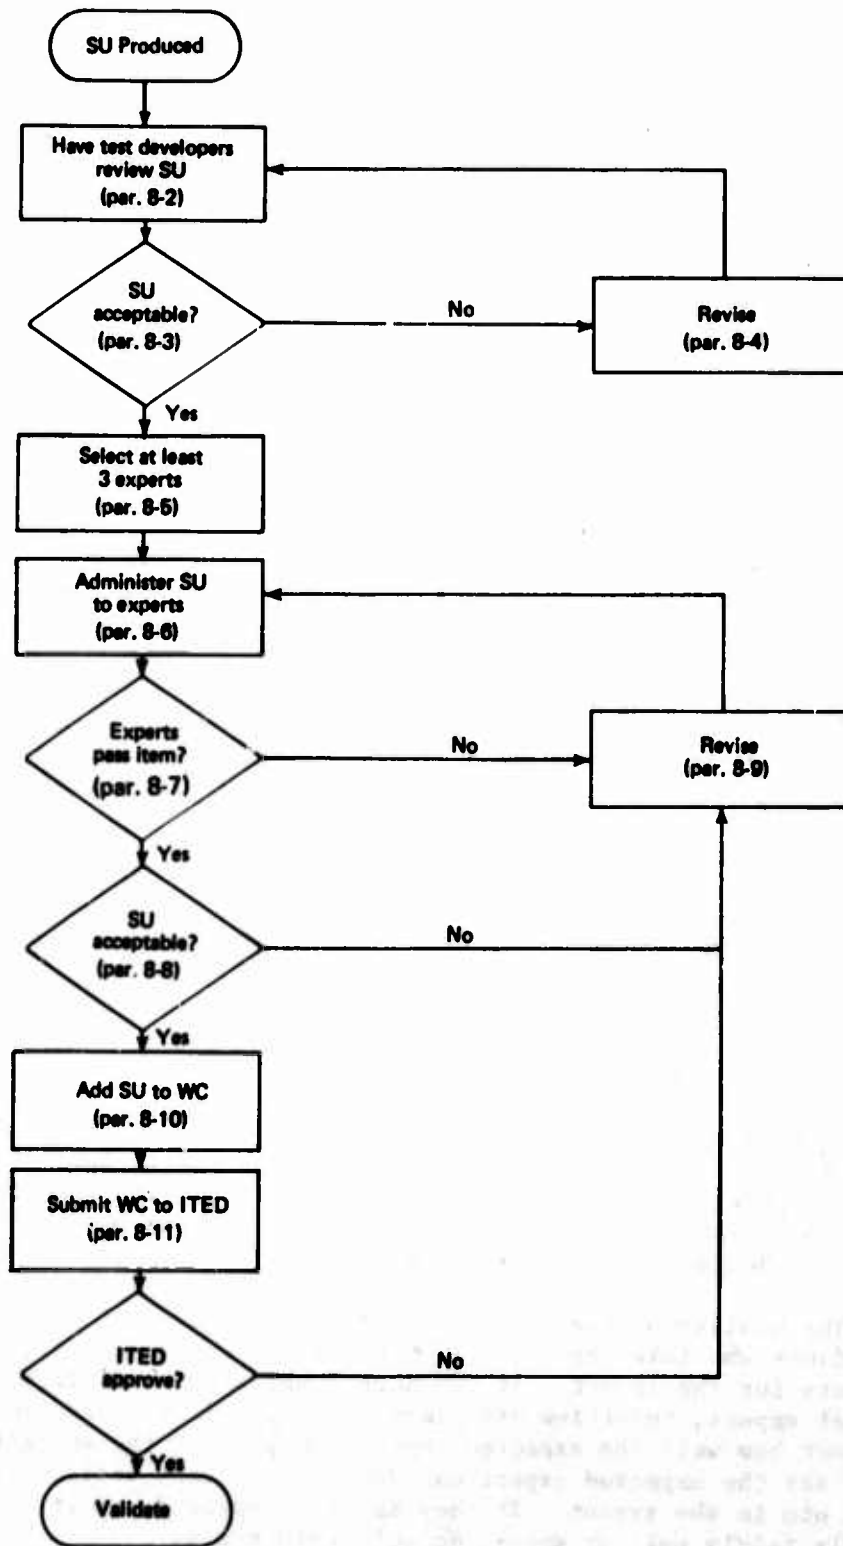 SU Produced
Have test developers
review SU
(par. 8-2)
SU
acceptable?
(par. 8-3)
No
Revise
(par. 8-4)
Yes
Select at least
3 experts
(par. 8-5)
Administer SU
to experts
(par. 8-6)
Experts
pass item?
(par. 8-7)
No
Revise
(par. 8-9)
Yes
SU
acceptable?
(par. 8-8)
No
Yes
Add SU to WC
(par. 8-10)
Submit WC to ITED
(par. 8-11)
ITED
approve?
No
Yes
Validate